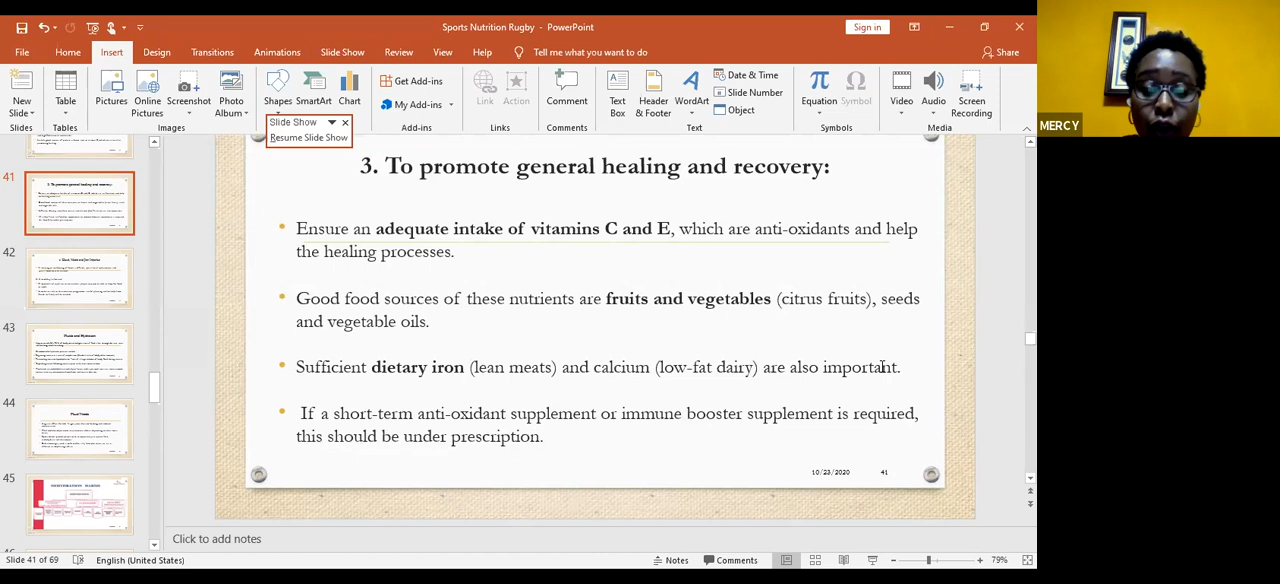 Sports Nutrition Rugby - PowerPoint
Sign in
File Home Insert Design Transitions Animations Slide Show Review View Help Tell me what you want to do Share
New Slide
Table
Pictures
Online Pictures
Screenshot
Photo Album
Shapes
SmartArt
Chart
Get Add-ins
My Add-ins
Link
Action
Comment
Text Box
Header & Footer
WordArt
Date & Time
Slide Number
Object
Equation
Symbol
Video
Audio
Screen Recording
Slides Tables Images Add-ins Links Comments Text Symbols Media
Slide Show
Resume Slide Show
MERCY
41
42
43
44
45
3. To promote general healing and recovery:
Ensure an adequate intake of vitamins C and E, which are anti-oxidants and help
the healing processes.
Good food sources of these nutrients are fruits and vegetables (citrus fruits), seeds
and vegetable oils.
Sufficient dietary iron (lean meats) and calcium (low-fat dairy) are also important.
If a short-term anti-oxidant supplement or immune booster supplement is required,
this should be under prescription.
10/23/2020 41
Click to add notes
Slide 41 of 69 English (United States) Notes Comments 79%